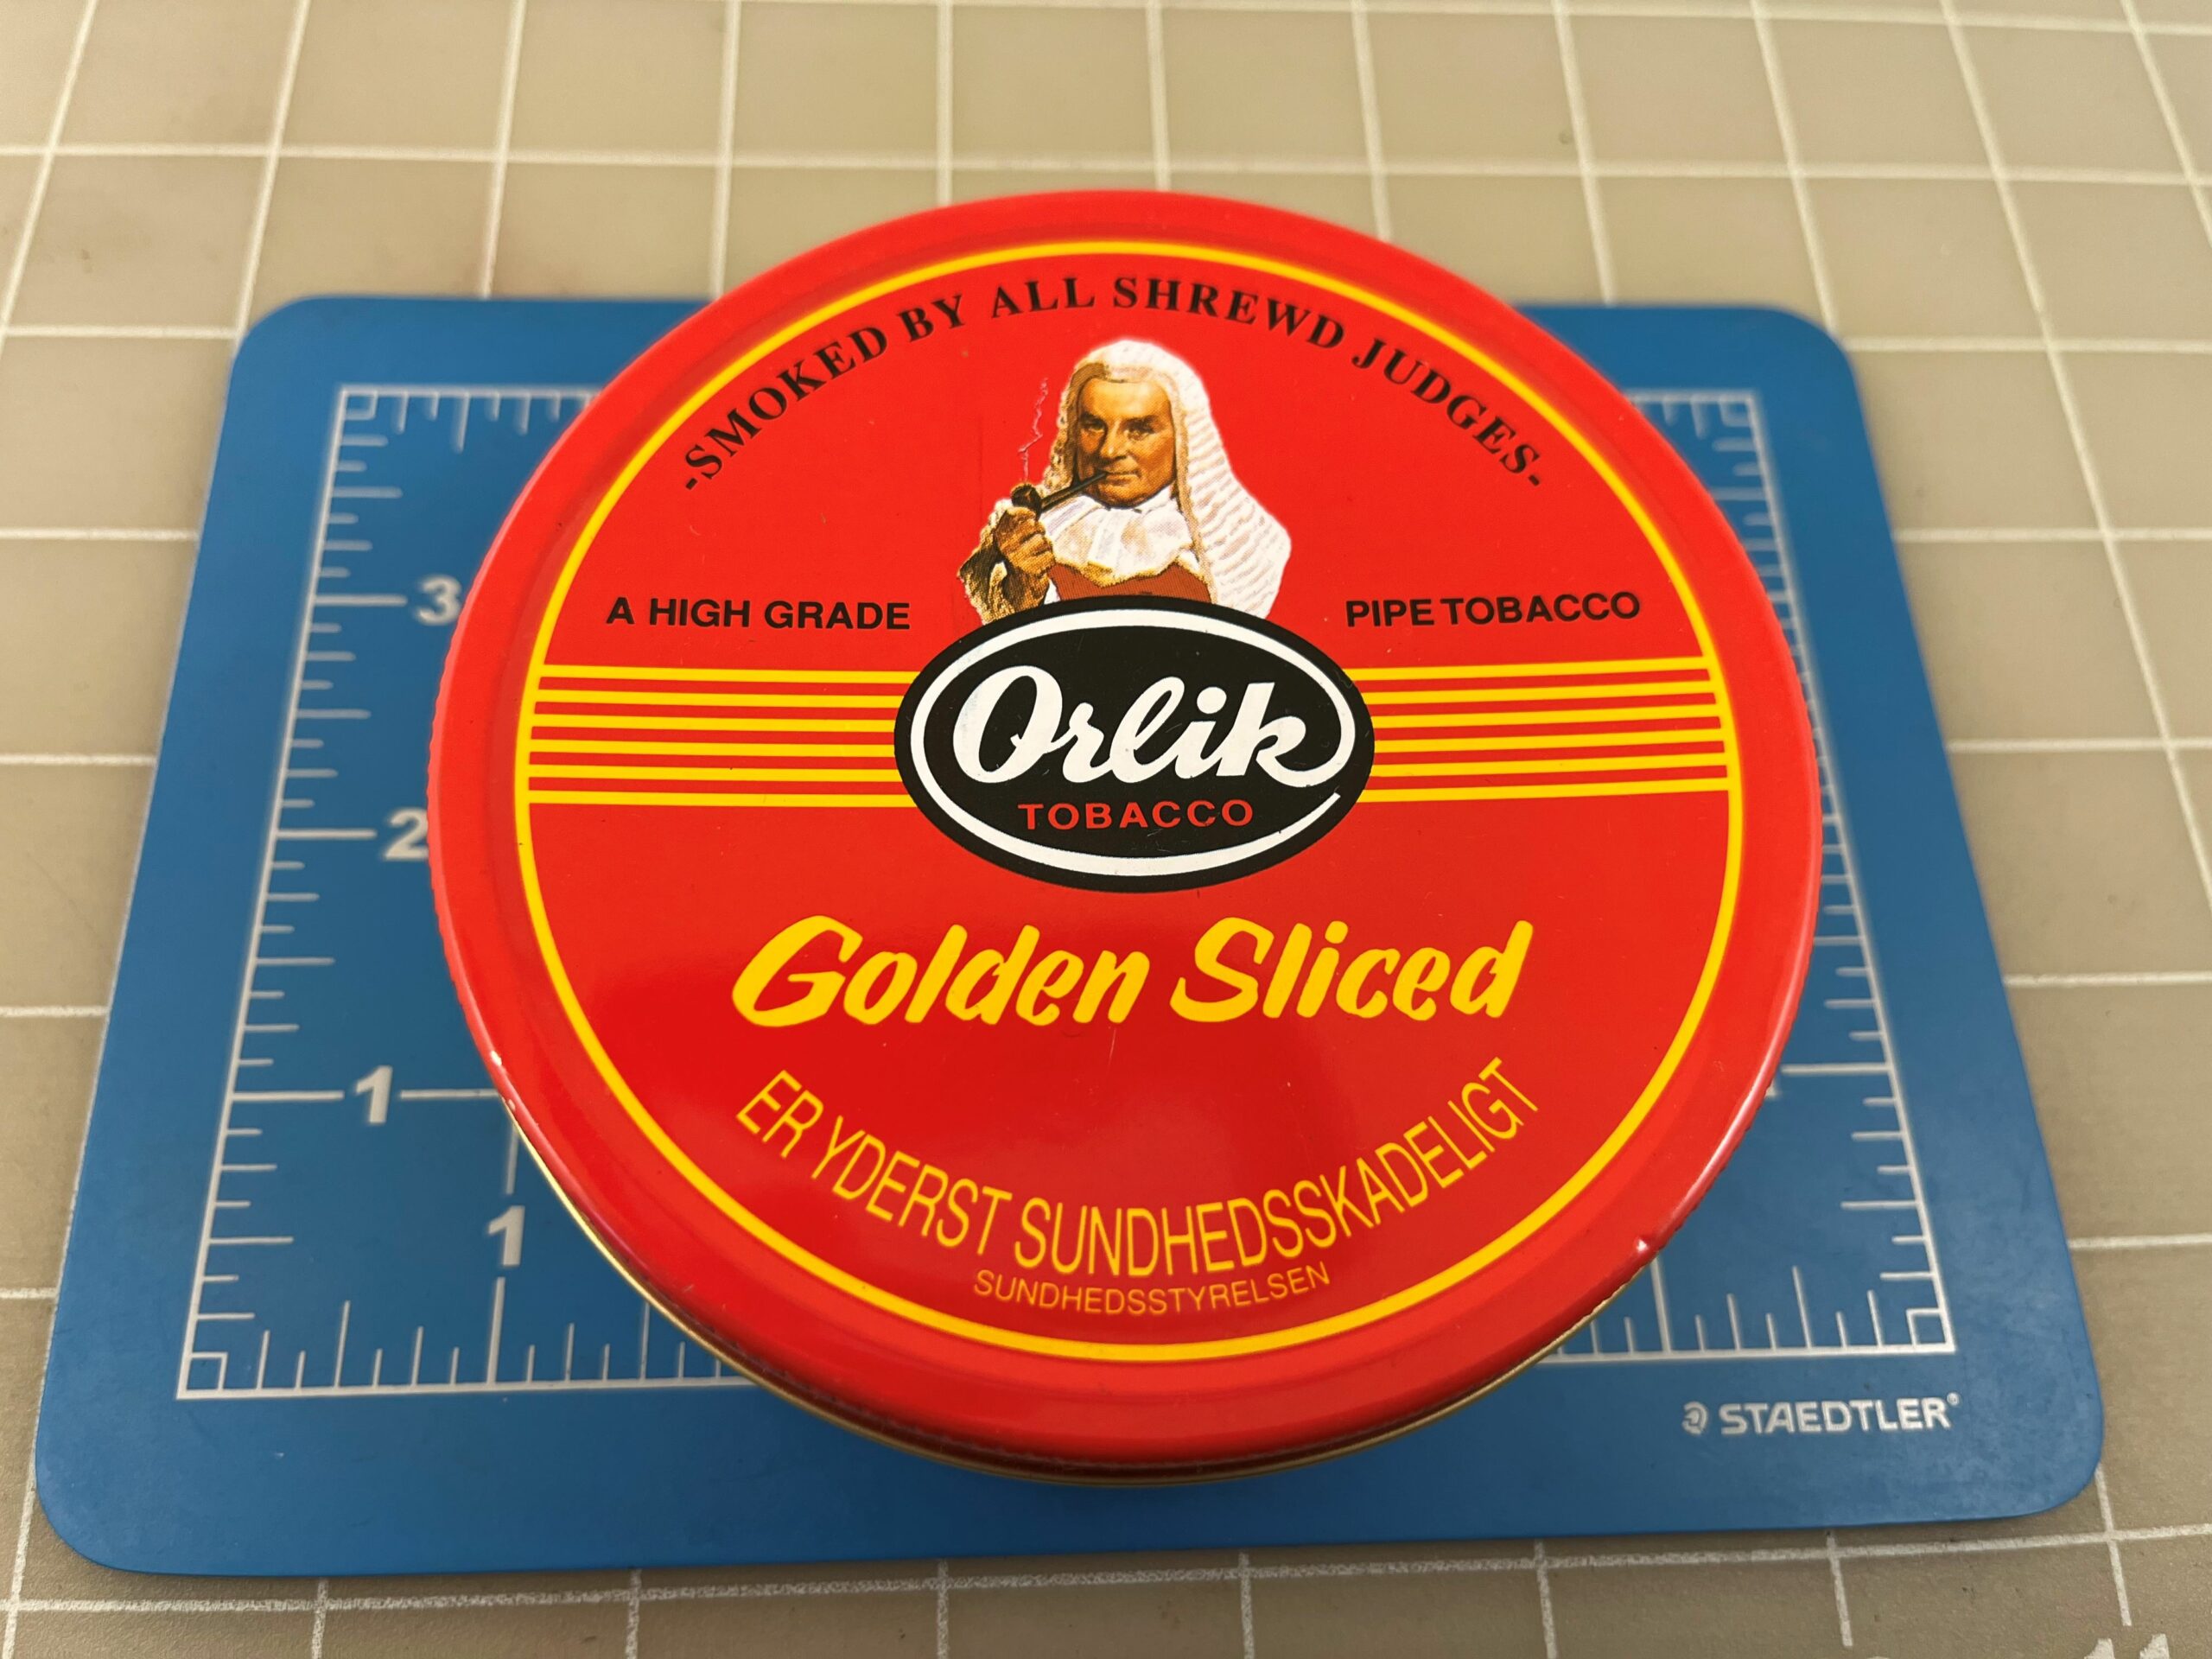 -SMOKED BY ALL SHREWD JUDGES-
A HIGH GRADE PIPE TOBACCO
Orlik
TOBACCO
Golden Sliced
ER YDERST SUNDHEDSSKADELIGT
SUNDHEDSSTYRELSEN
3
2
1
1
STAEDTLER®
11